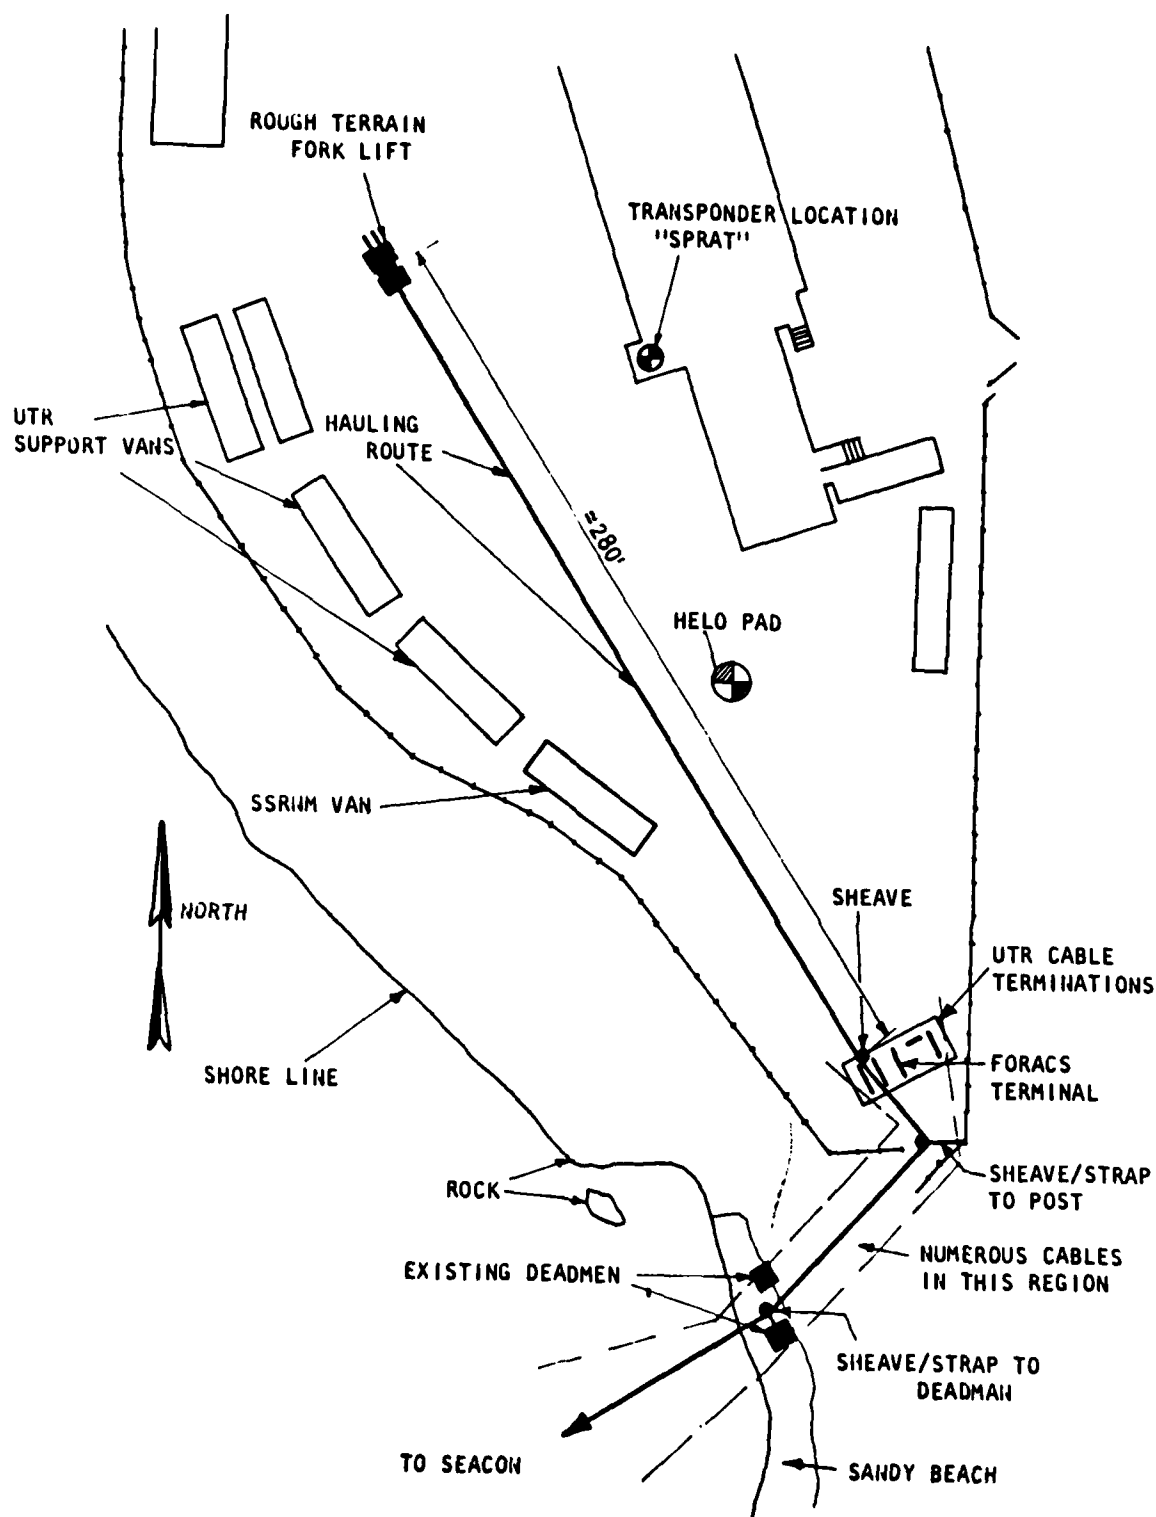 ROUGH TERRAIN
FORK LIFT
TRANSPONDER LOCATION
"SPRAT"
UTR
SUPPORT VANS
HAULING
ROUTE
≈280'
HELO PAD
SSRNM VAN
NORTH
SHEAVE
UTR CABLE
TERMINATIONS
SHORE LINE
FORACS
TERMINAL
ROCK
SHEAVE/STRAP
TO POST
EXISTING DEADMEN
NUMEROUS CABLES
IN THIS REGION
SHEAVE/STRAP TO
DEADMAN
TO SEACON
SANDY BEACH